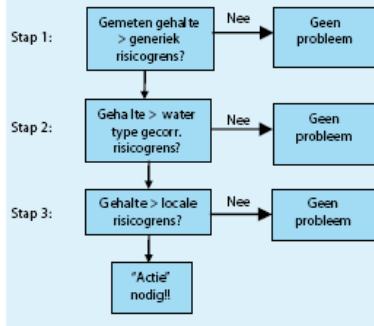 Stap 1:
Gemeten gehalte
> generiek
risicogrens?
Nee
Geen
probleem
Stap 2:
Gehalte > water
type gecorr.
risicogrens?
Nee
Geen
probleem
Stap 3:
Gehalte > locale
risicogrens?
Nee
Geen
probleem
"Actie"
nodig!!